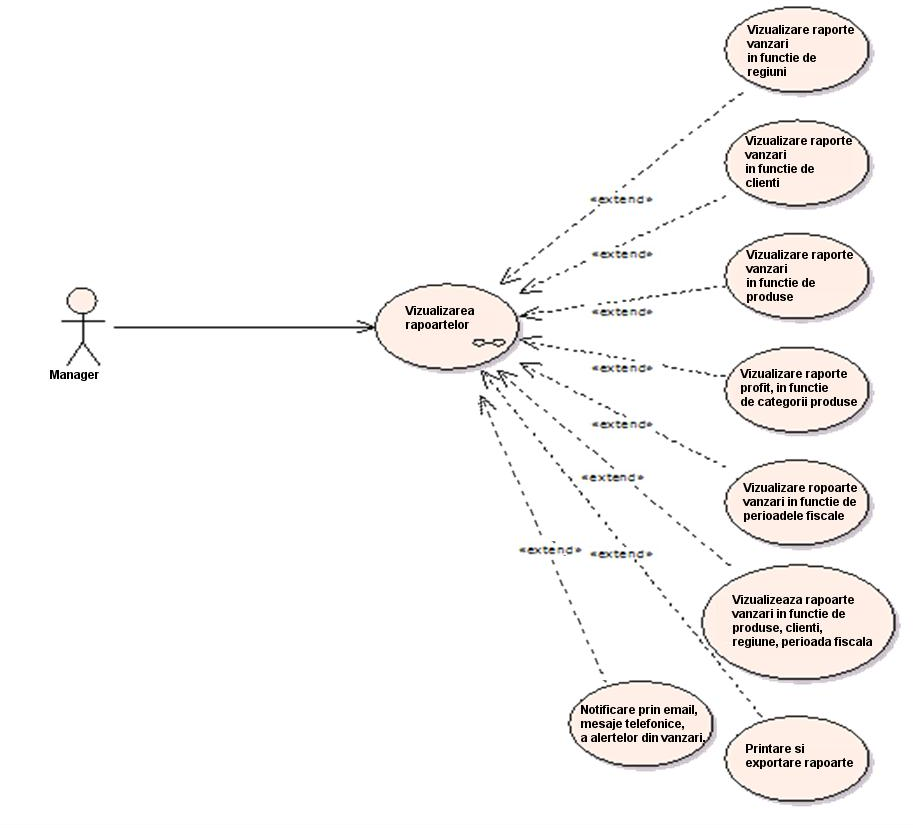 Vizualizare raporte
vanzari
in functie de
regiuni
Vizualizare raporte
vanzari
in functie de
clienti
«extend»
«extend»
Vizualizare raporte
vanzari
in functie de
produse
Vizualizarea
rapoartelor
«extend»
Manager
«extend»
Vizualizare raporte
profit, in functie
de categorii produse
«extend»
«extend»
Vizualizare ropoarte
vanzari in functie de
perioadele fiscale
«extend»
«extend»
Vizualizeaza rapoarte
vanzari in functie de
produse, clienti,
regiune, perioada fiscala
Notificare prin email,
mesaje telefonice,
a alertelor din vanzari,
Printare si
exportare rapoarte